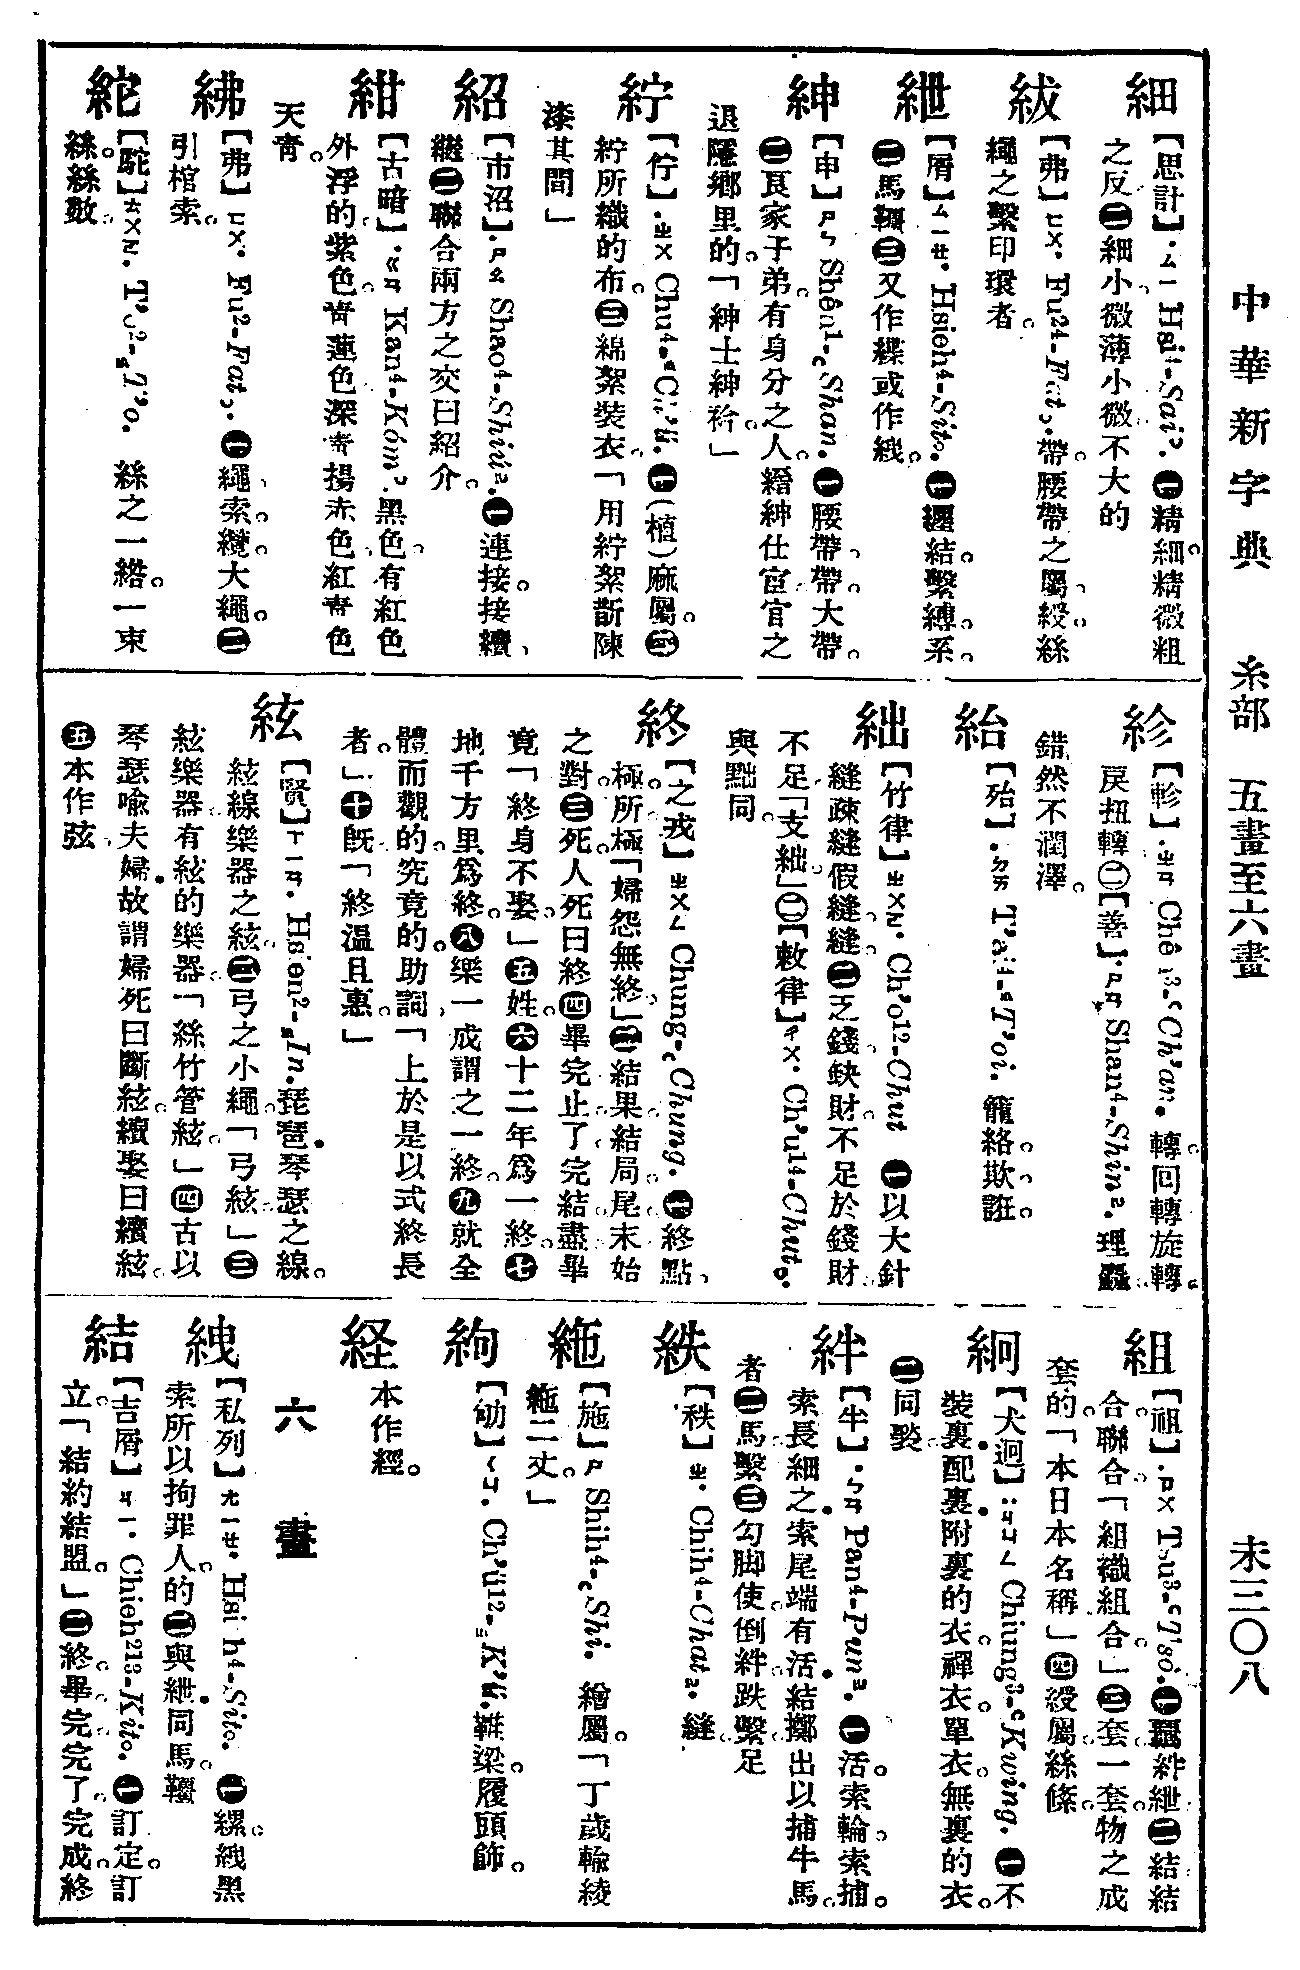 中華新字典　糸部　五畫至六畫　未三〇八
細
【思計】．ㄙㄧ Hsi⁴-Sai⁾. ㊀精細精微粗
之反㊁細小微薄小微不大的
紱
【弗】ㄈㄨ. Fu²⁴-Fat. 帶腰帶之屬綬絲
繩之繫印環者
紲
【屑】ㄙㄧㄝ. Hsieh⁴-Sit。㊀纏結繫縛系
㊁馬韁㊂又作緤或作絏
紳
【申】ㄕㄣ Shên¹-Shan. ㊀腰帶帶大帶
㊁良家子弟有身分之人縉紳仕宦官之
退隱鄉里的「紳士紳衿」
紵
【佇】．ㄓㄨ Chu⁴-Ch'ü. ㊀(植)麻屬㊁
紵所織的布㊂綿絮裝衣「用紵絮斮陳
漆其間」
紹
【市沼】．ㄕㄠ Shao⁴-Shiú². ㊀連接接續
繼㊁聯合兩方之交曰紹介
紺
【古暗】．ㄍㄢ Kan⁴-Kóm⁾. 黑色有紅色
外浮的紫色青蓮色深青揚赤色紅青色
天青
紼
【弗】ㄈㄨ. Fu²-Fat. ㊀繩索纜大繩㊁
引棺索
紽
【駝】ㄊㄨㄛ. T'o²-T'o. 絲之一綹一束
絲絲數
紾
【軫】．ㄓㄢ Chên³-Ch'an. 轉回轉旋轉
戾扭轉㊁【善】．ㄕㄢ Shan⁴-Shin². 理麤
錯然不潤澤
紿
【殆】．ㄉㄞ T'ai⁴-T'oi. 籠絡欺誑
絀
【竹律】ㄓㄨㄛ. Ch'o¹²-Chut ㊀以大針
縫疎縫假縫縫㊁乏錢缺財不足於錢財
不足「支絀」㊁【敕律】ㄔㄨ. Ch'u¹⁴-Chut。.
與黜同
終
【之戎】ㄓㄨㄥ Chung-Chung. ㊀終點
極所極「婦怨無終」㊁結果結局尾末始
之對㊂死人死曰終㊃畢完止了完結盡畢
竟「終身不娶」㊄姓㊅十二年爲一終㊆
地千方里爲終㊇樂一成謂之一終㊈就全
體而觀的究竟的助詞「上於是以式終長
者」㊉旣「終溫且惠」
絃
【賢】ㄒㄧㄢ. Hsien²-In. 琵琶琴瑟之線
絃線樂器之絃㊁弓之小繩「弓絃」㊂
絃樂器有絃的樂器「絲竹管絃」㊃古以
琴瑟喩夫婦故謂婦死曰斷絃續娶曰續絃
㊄本作弦
組
【祖】．ㄗㄨ Tsu³-Tsó. ㊀羈絆紲㊁結結
合聯合「組織組合」㊂套一套物之成
套的「本日本名稱」㊃綬屬絲絛
絅
【犬迥】．ㄐㄩㄥ Chiung³-Kwing. ㊀不
裝裏配裏附裏的衣襌衣單衣無裏的衣
㊁同褧
絆
【半】．ㄅㄢ Pan⁴-Pun². ㊀活索輪索捕
索長細之索尾端有活結擲出以捕牛馬
者㊁馬繫㊂勾脚使倒絆跌繫足
紩
【秩】ㄓ. Chih⁴-Chat₂. 縫
䌳
【施】ㄕ Shih⁴-Shi. 繒屬「丁歲輸綾
䌳二丈」
絇
【劬】ㄑㄩ. Ch'ü¹²-K'ü. 鞋梁履頭飾
経
本作經
六畫
絏
【私列】ㄙㄧㄝ. Hsieh⁴-Sit。㊀縲絏黑
索所以拘罪人的㊁與紲同馬韁
結
【吉屑】ㄐㄧ. Chieh²¹³-Kit。㊀訂定訂
立「結約結盟」㊁終畢完完了完成終